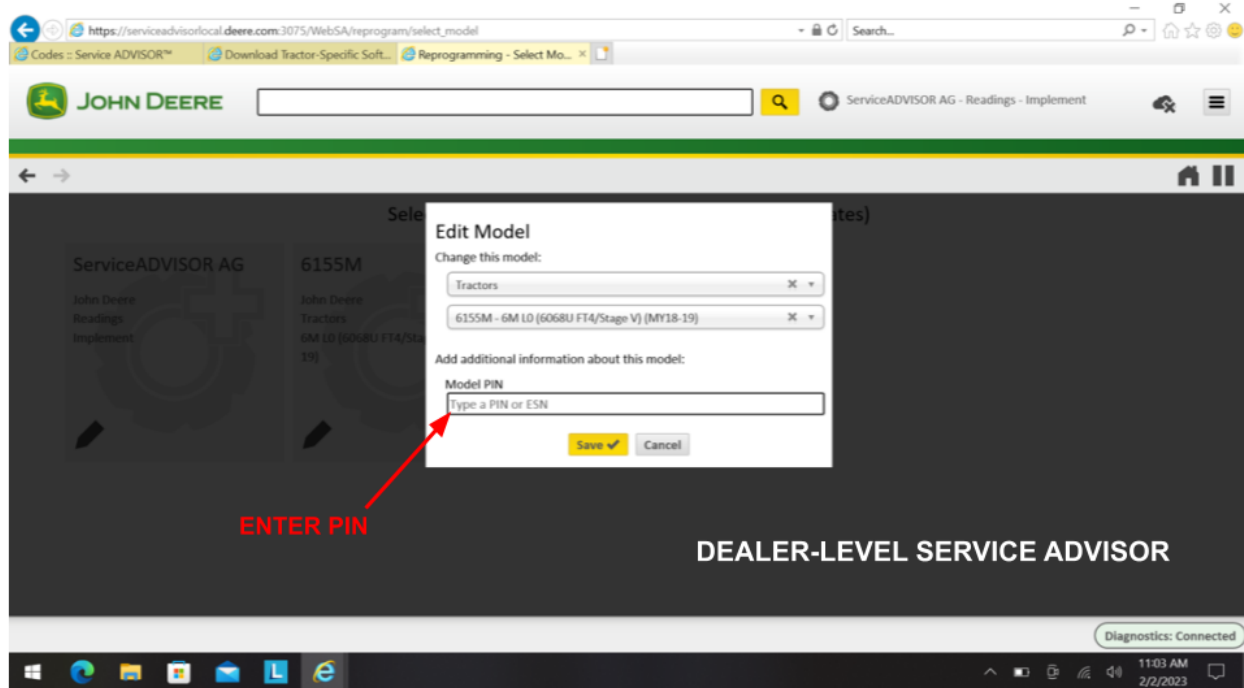 https://serviceadvisorlocal.deere.com:3075/WebSA/reprogram/select_model
Search...
Codes :: Service ADVISOR™
Download Tractor-Specific Soft...
Reprogramming - Select Mo...
JOHN DEERE
ServiceADVISOR AG - Readings - Implement
Sele
ates)
ServiceADVISOR AG
John Deere
Readings
Implement
6155M
John Deere
Tractors
6M L0 (6068U FT4/Sta
19)
Edit Model
Change this model:
Tractors
6155M - 6M L0 (6068U FT4/Stage V) (MY18-19)
Add additional information about this model:
Model PIN
Type a PIN or ESN
Save
Cancel
ENTER PIN
DEALER-LEVEL SERVICE ADVISOR
Diagnostics: Connected
L
11:03 AM
2/2/2023